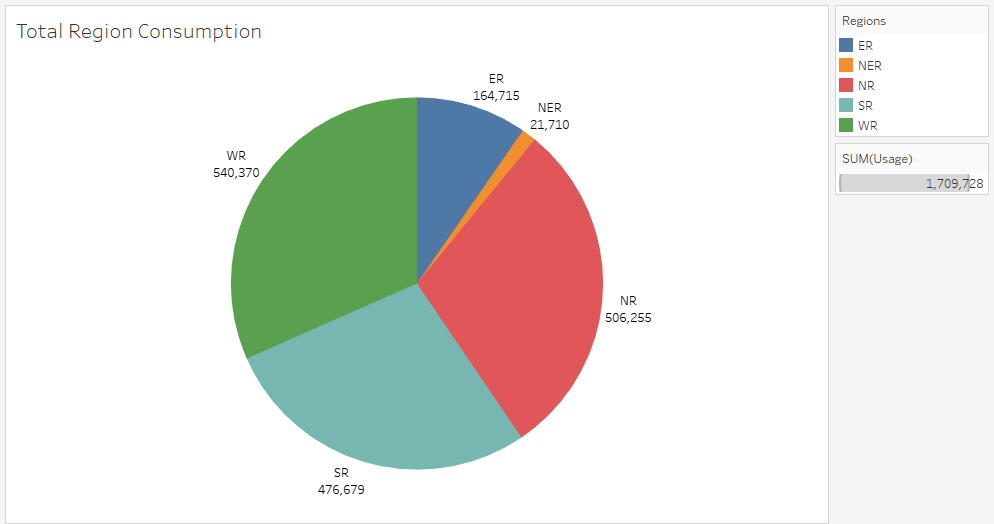 Total Region Consumption
ER
164,715
NER
21,710
WR
540,370
NR
506,255
SR
476,679
Regions
ER
NER
NR
SR
WR
SUM(Usage)
1,709,728